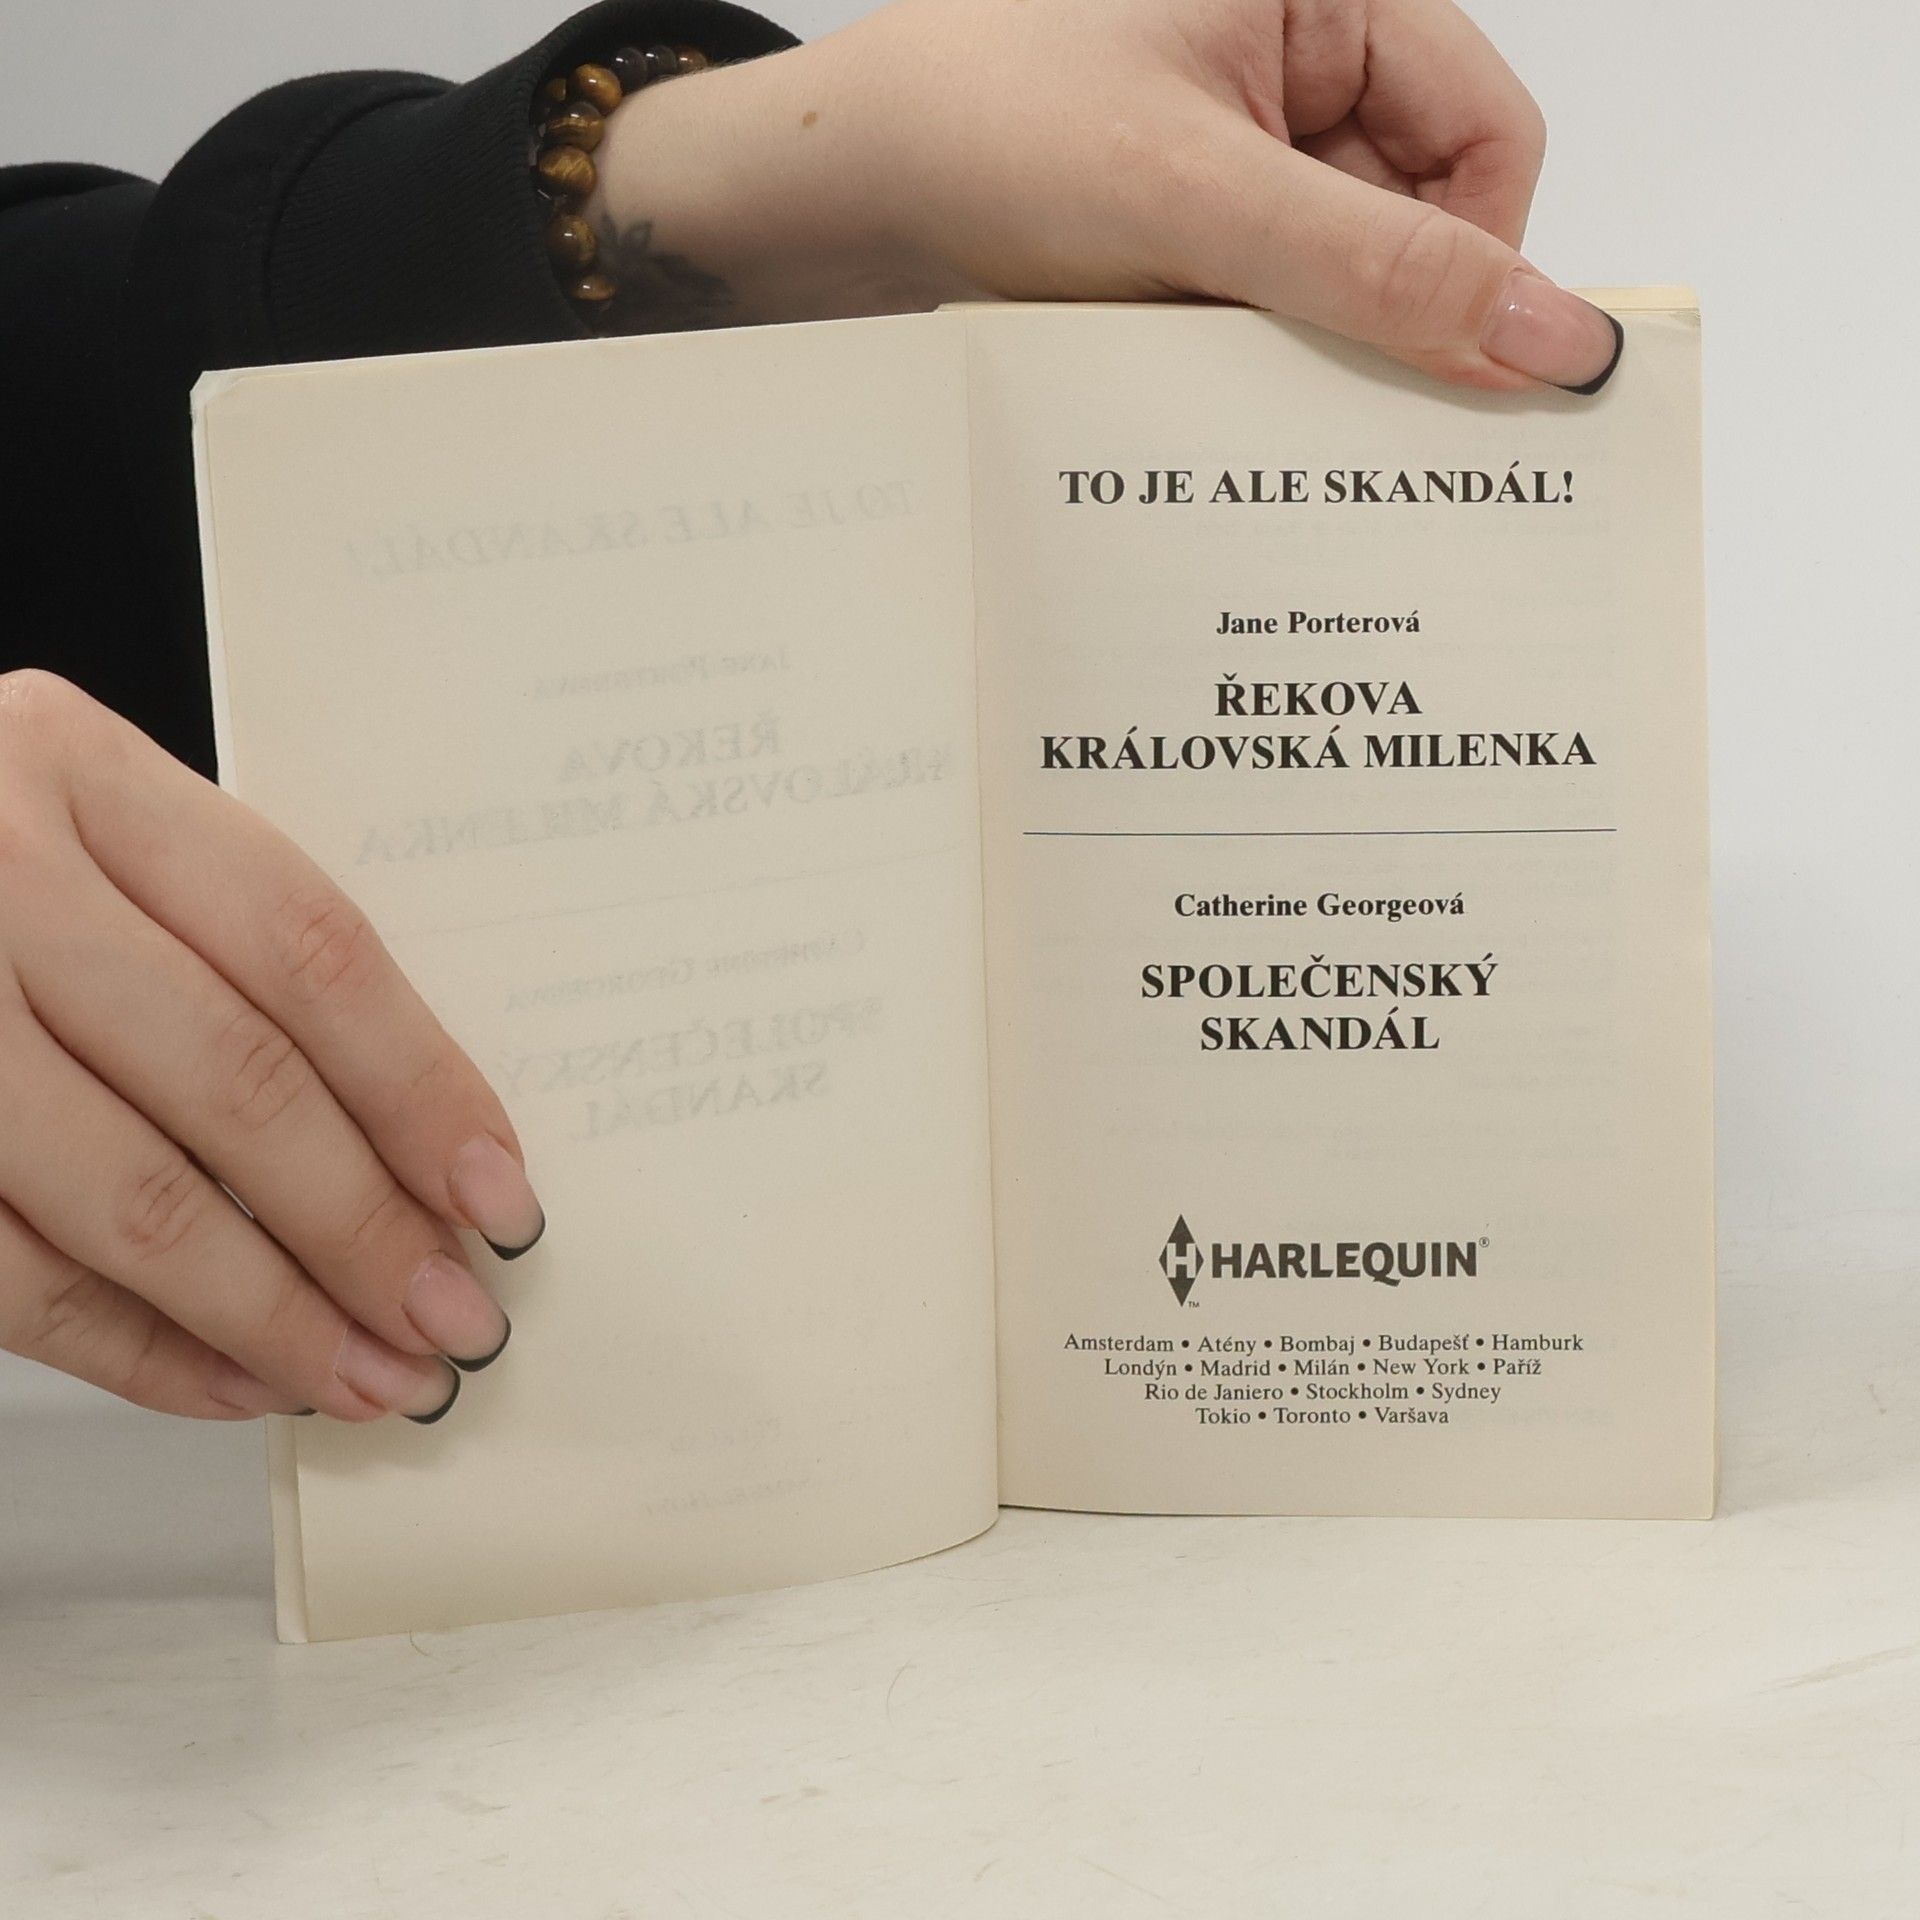 TO JE ALE SKANDÁL!
Jane Porterová
ŘEKOVA
KRÁLOVSKÁ MILENKA
Catherine Georgeová
SPOLEČENSKÝ
SKANDÁL
H HARLEQUIN®
™
Amsterdam • Atény • Bombaj • Budapešť • Hamburk
Londýn • Madrid • Milán • New York • Paříž
Rio de Janiero • Stockholm • Sydney
Tokio • Toronto • Varšava